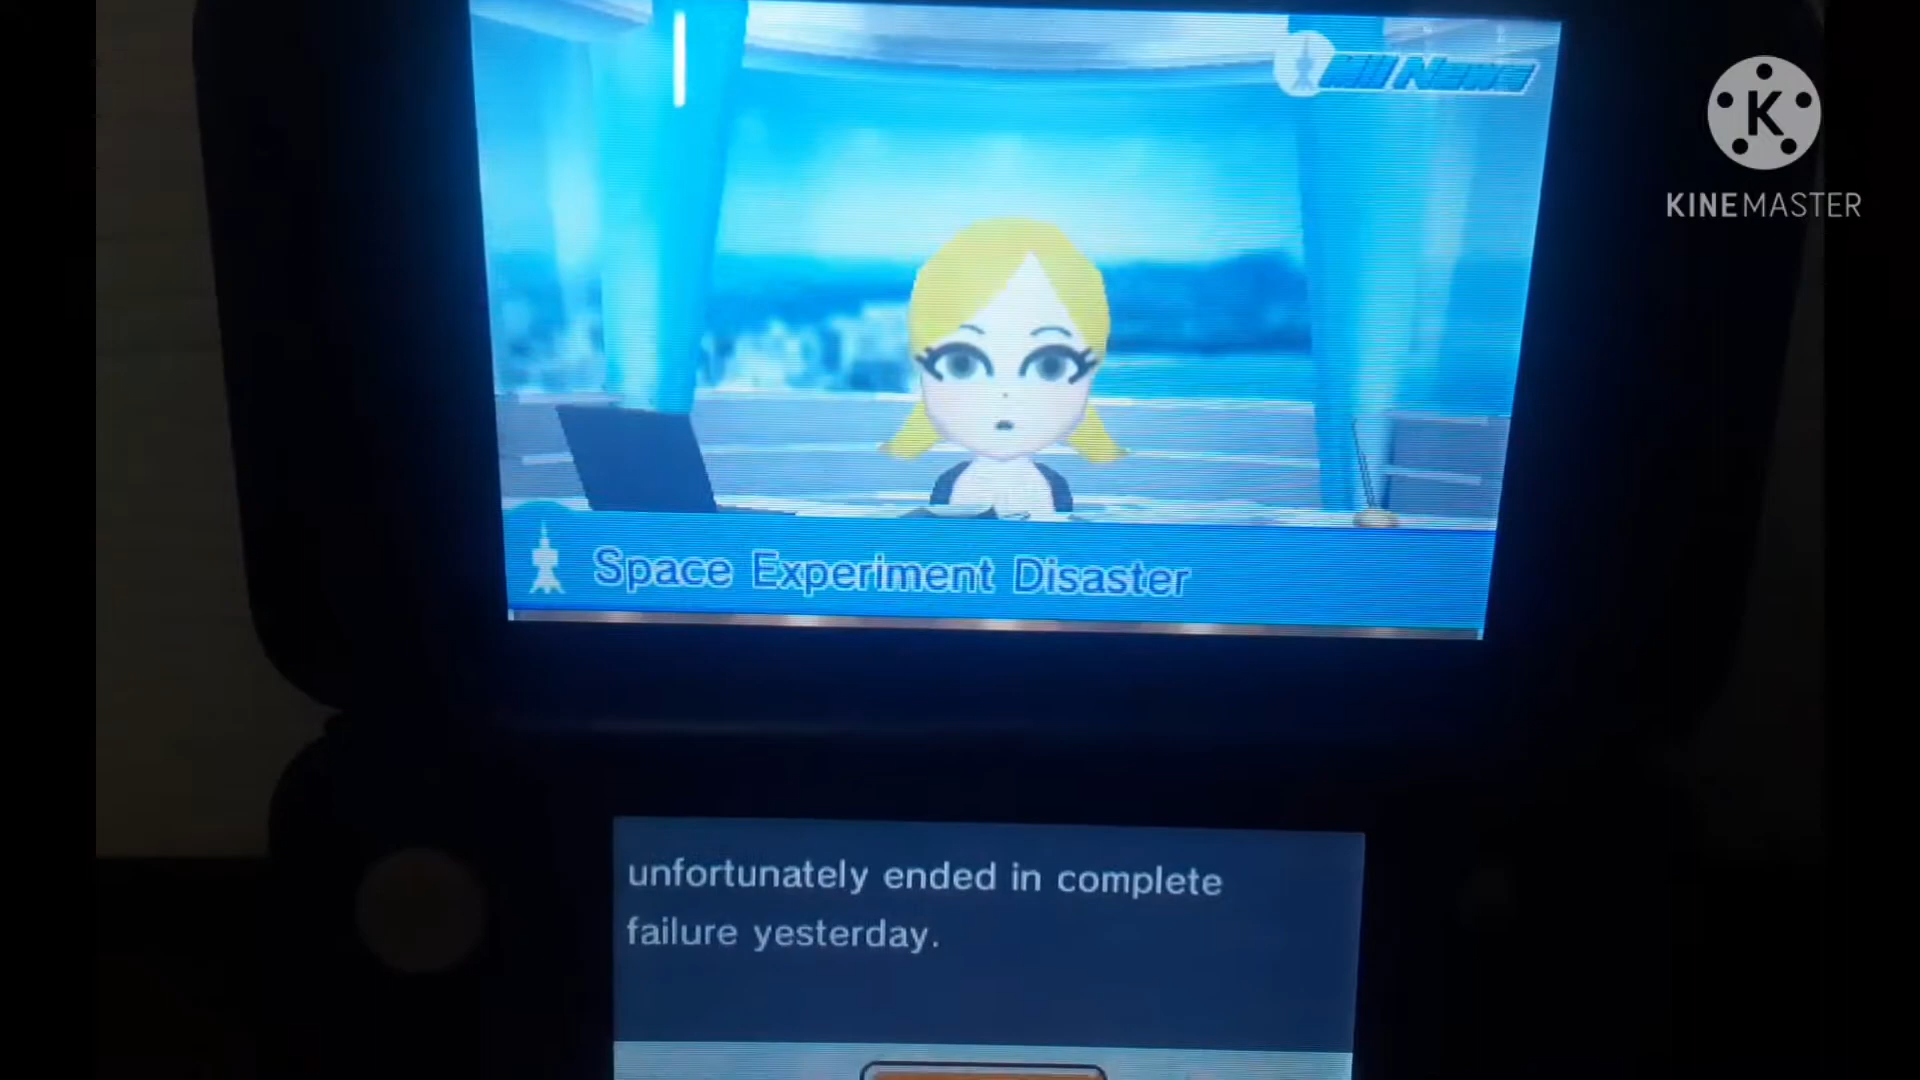 Mii News
K
KINEMASTER
Space Experiment Disaster
unfortunately ended in complete
failure yesterday.